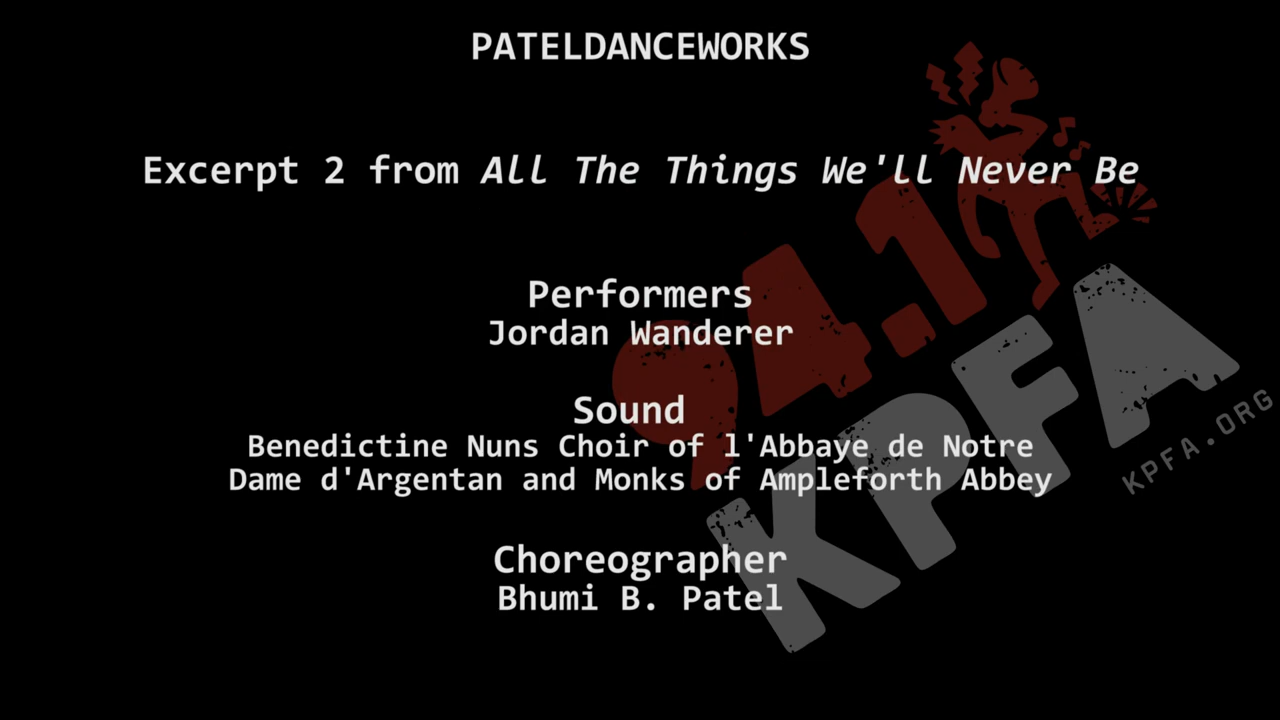 PATELDANCEWORKS
Excerpt 2 from All The Things We'll Never Be
Performers
Jordan Wanderer
Sound
Benedictine Nuns Choir of l'Abbaye de Notre
Dame d'Argentan and Monks of Ampleforth Abbey
Choreographer
Bhumi B. Patel
94.1
KPFA
KPFA.ORG